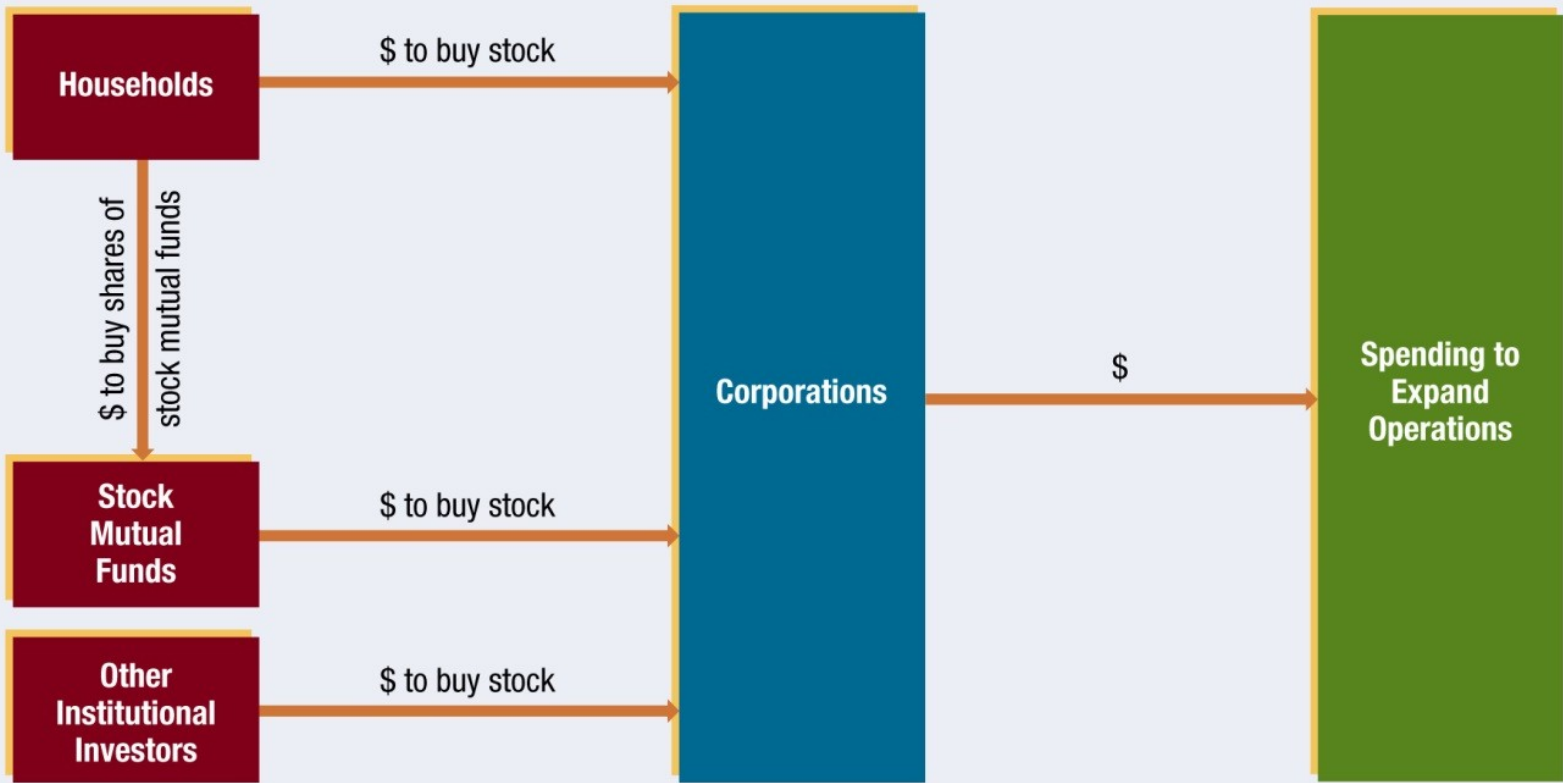 Households
$ to buy stock
$ to buy shares of
stock mutual funds
Stock
Mutual
Funds
$ to buy stock
Other
Institutional
Investors
$ to buy stock
Corporations
$
Spending to
Expand
Operations